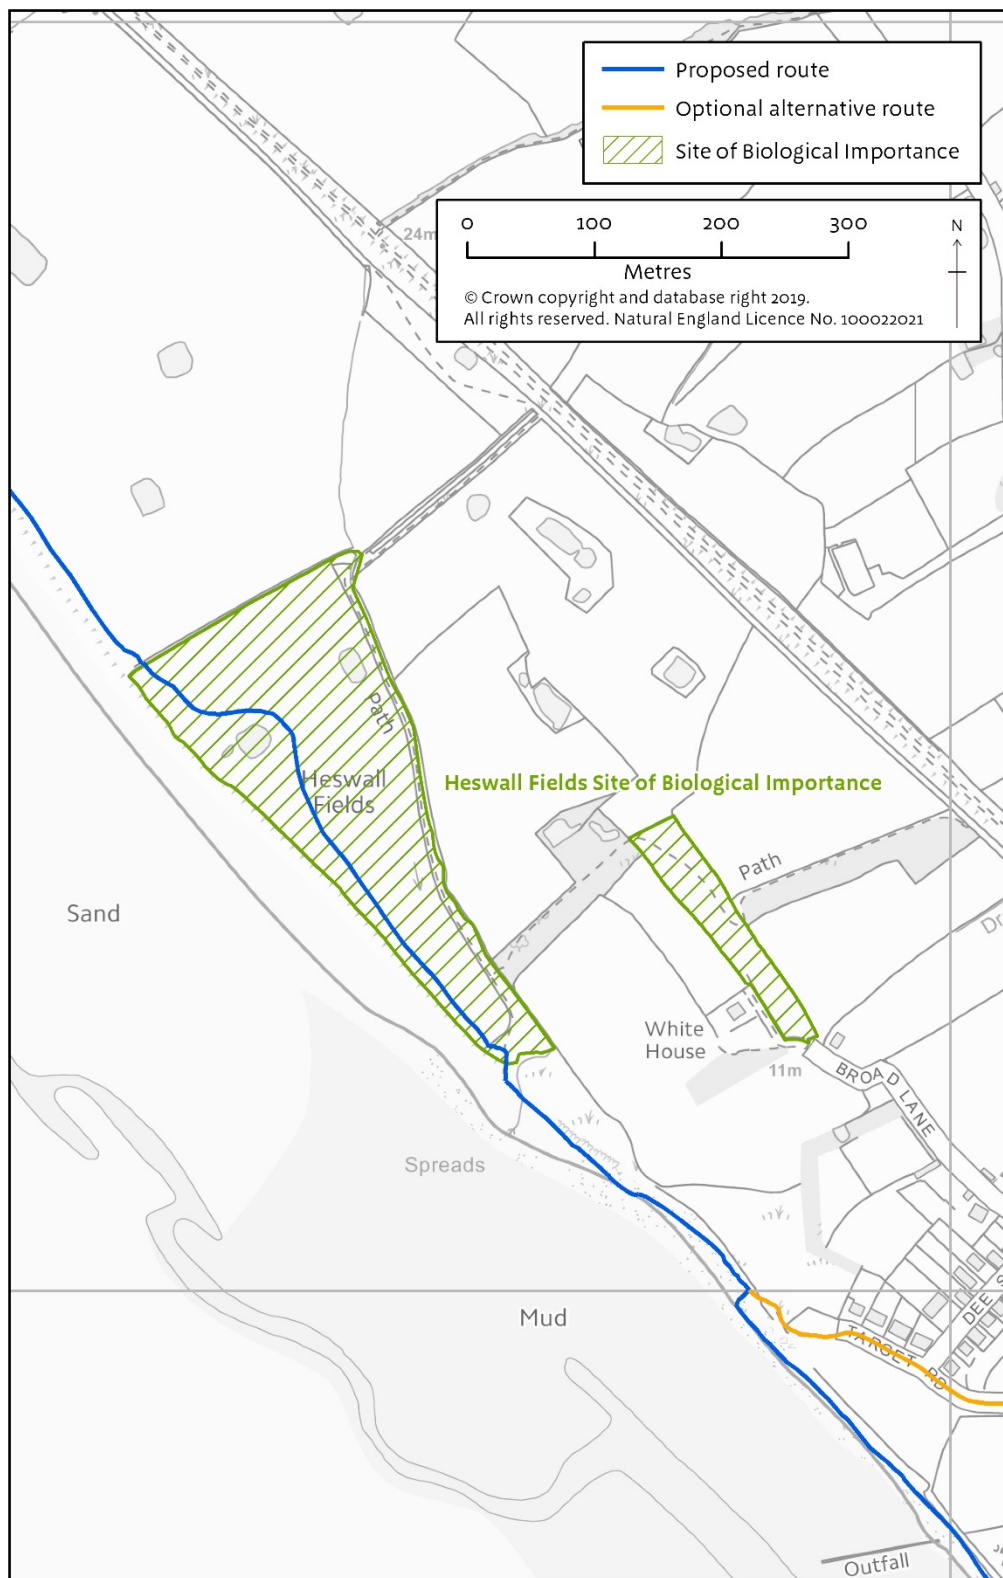 Proposed route
Optional alternative route
Site of Biological Importance
0 100 200 300
Metres
N
© Crown copyright and database right 2019.
All rights reserved. Natural England Licence No. 100022021
24m
Path
Heswall
Fields
Heswall Fields Site of Biological Importance
Path
Sand
White
House
11m
BROAD LANE
Spreads
Mud
DEE
TARGET RD
Outfall